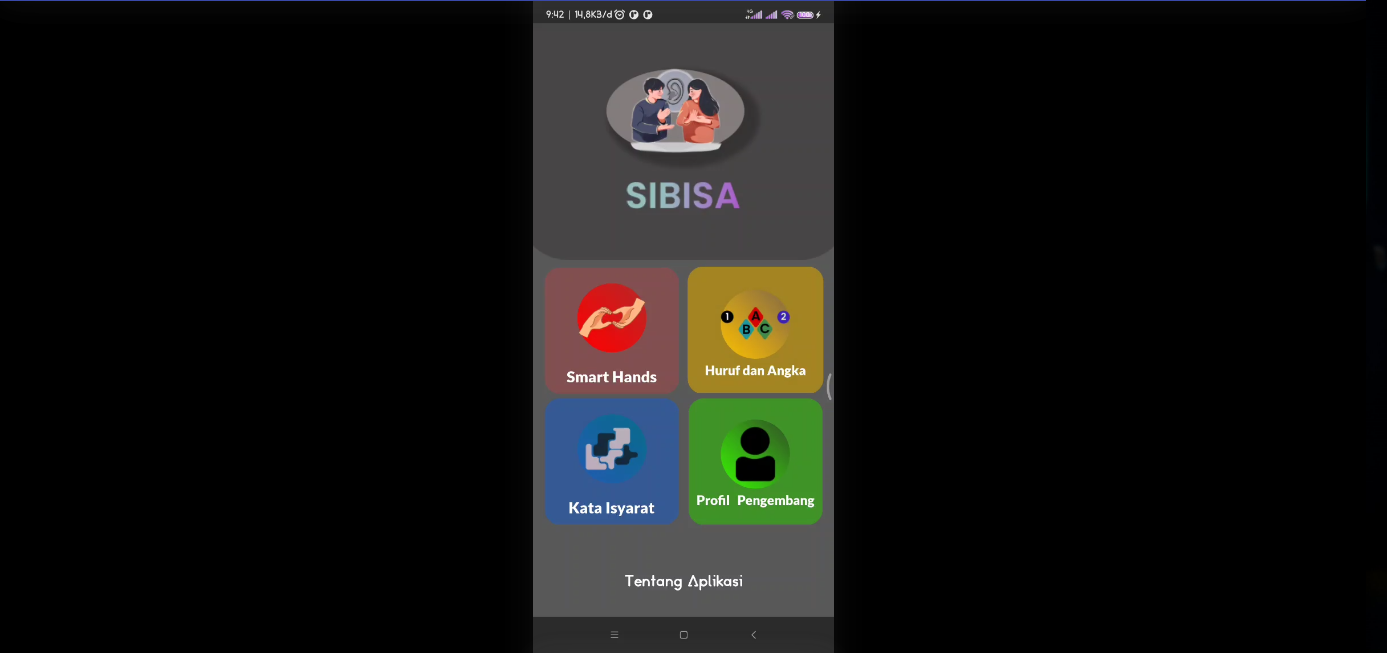 9:42 | 14,8KB/d
SIBISA
1 A 2
B C
Smart Hands
Huruf dan Angka
Kata Isyarat
Profil Pengembang
Tentang Aplikasi